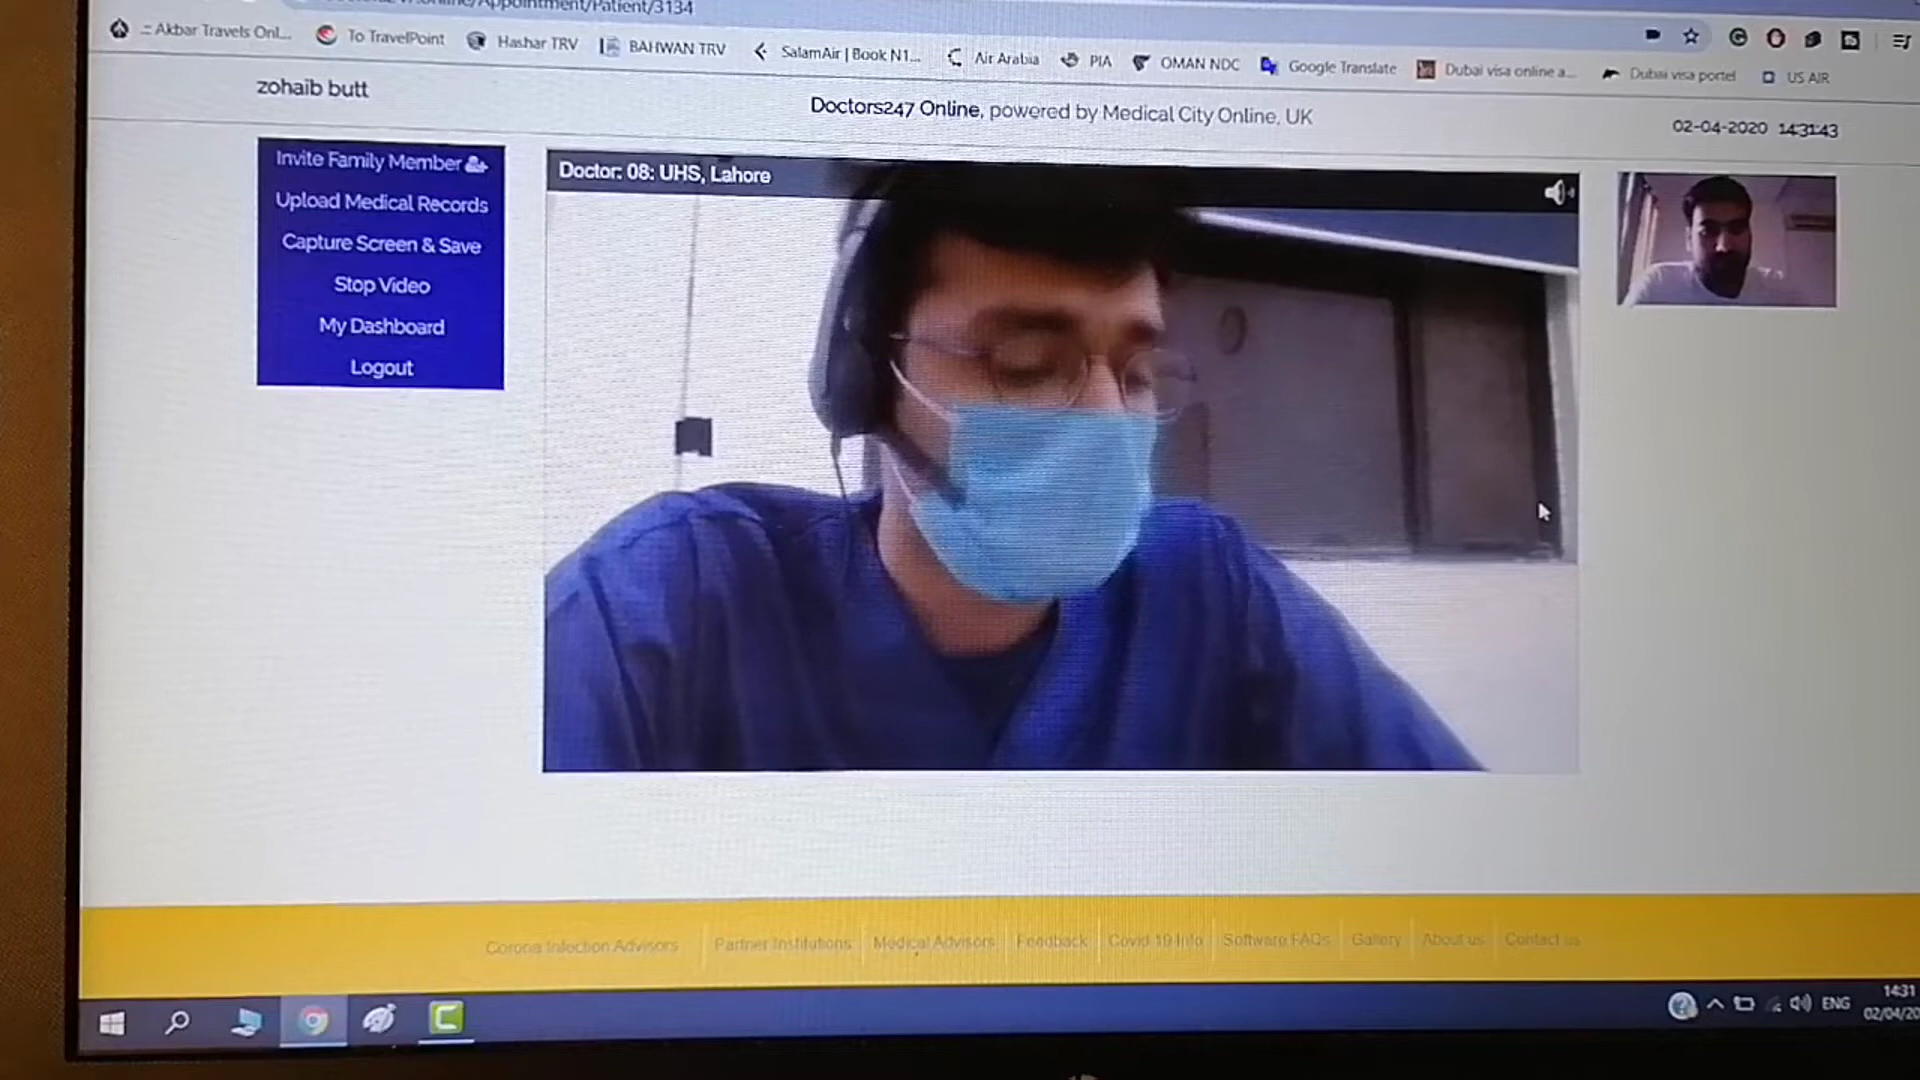 /Appointment/Patient/3134
.:: Akbar Travels Onl...
To TravelPoint
Hashar TRV
BAHWAN TRV
SalamAir | Book N1...
Air Arabia
PIA
OMAN NDC
Google Translate
Dubai visa online a...
Dubai visa portel
US AIR
zohaib butt
Doctors247 Online, powered by Medical City Online, UK
02-04-2020 14:31:43
Invite Family Member
Upload Medical Records
Capture Screen & Save
Stop Video
My Dashboard
Logout
Doctor: 08: UHS, Lahore
Corona Infection Advisors
Partner Institutions
Medical Advisors
Feedback
Covid 19 Info
Software FAQs
Gallery
About us
Contact us
ENG
14:31
02/04/20